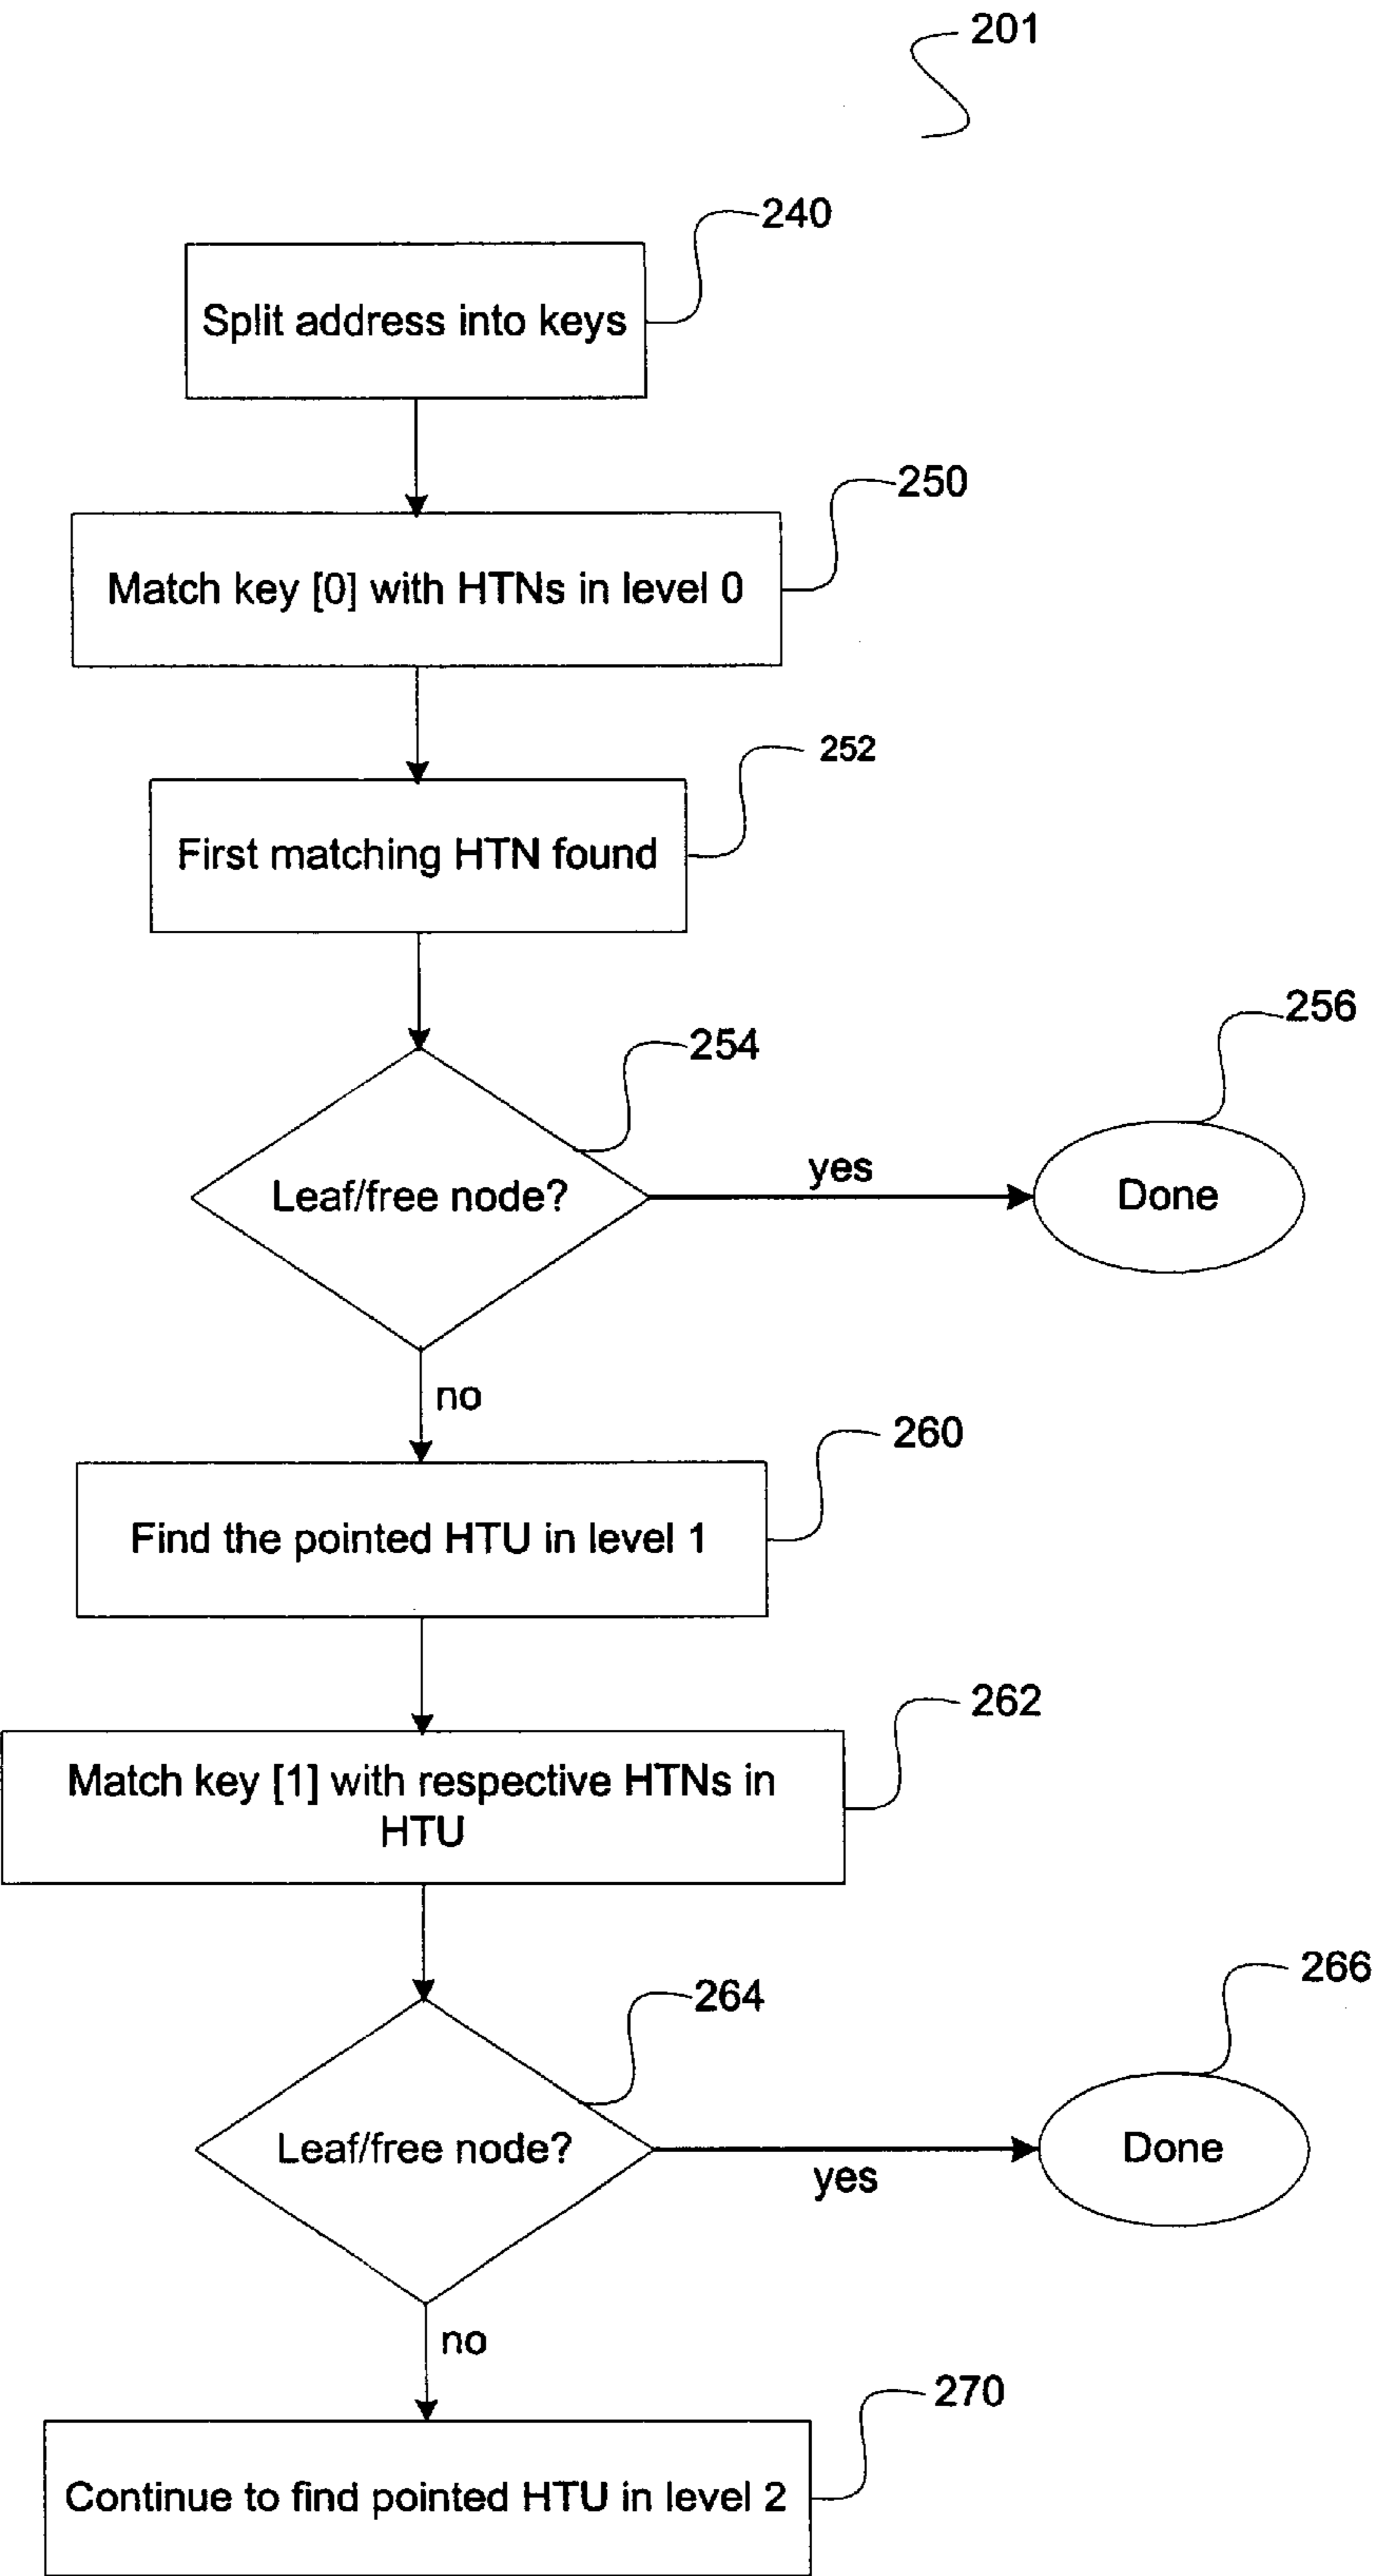 201
240
Split address into keys
250
Match key [0] with HTNs in level 0
252
First matching HTN found
254
256
Leaf/free node?
yes
Done
no
260
Find the pointed HTU in level 1
262
Match key [1] with respective HTNs in
HTU
264
266
Leaf/free node?
yes
Done
no
270
Continue to find pointed HTU in level 2